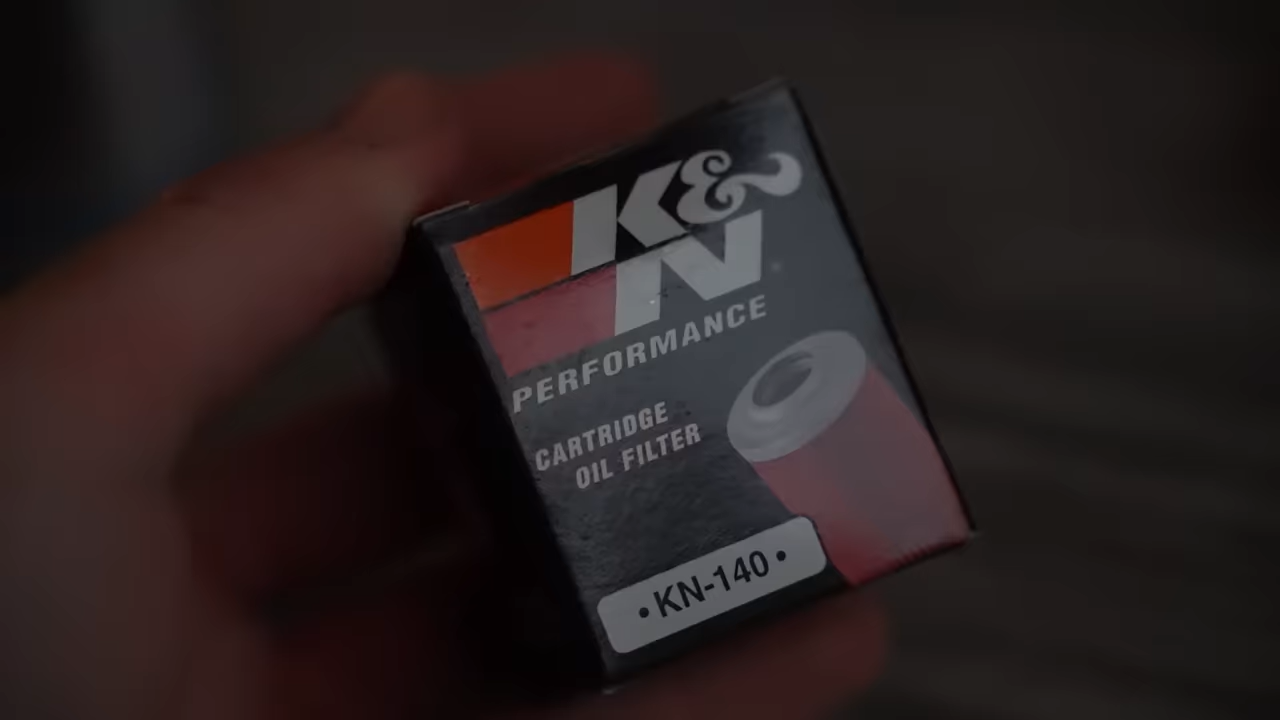 K&N
PERFORMANCE
CARTRIDGE
OIL FILTER
•KN-140•